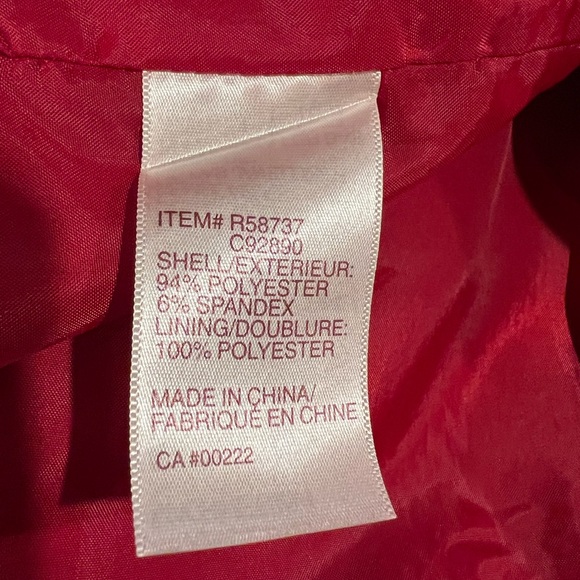 ITEM# R58737
C92890
SHELL/EXTERIEUR:
94% POLYESTER
6% SPANDEX
LINING/DOUBLURE:
100% POLYESTER
MADE IN CHINA/
FABRIQUÉ EN CHINE
CA #00222